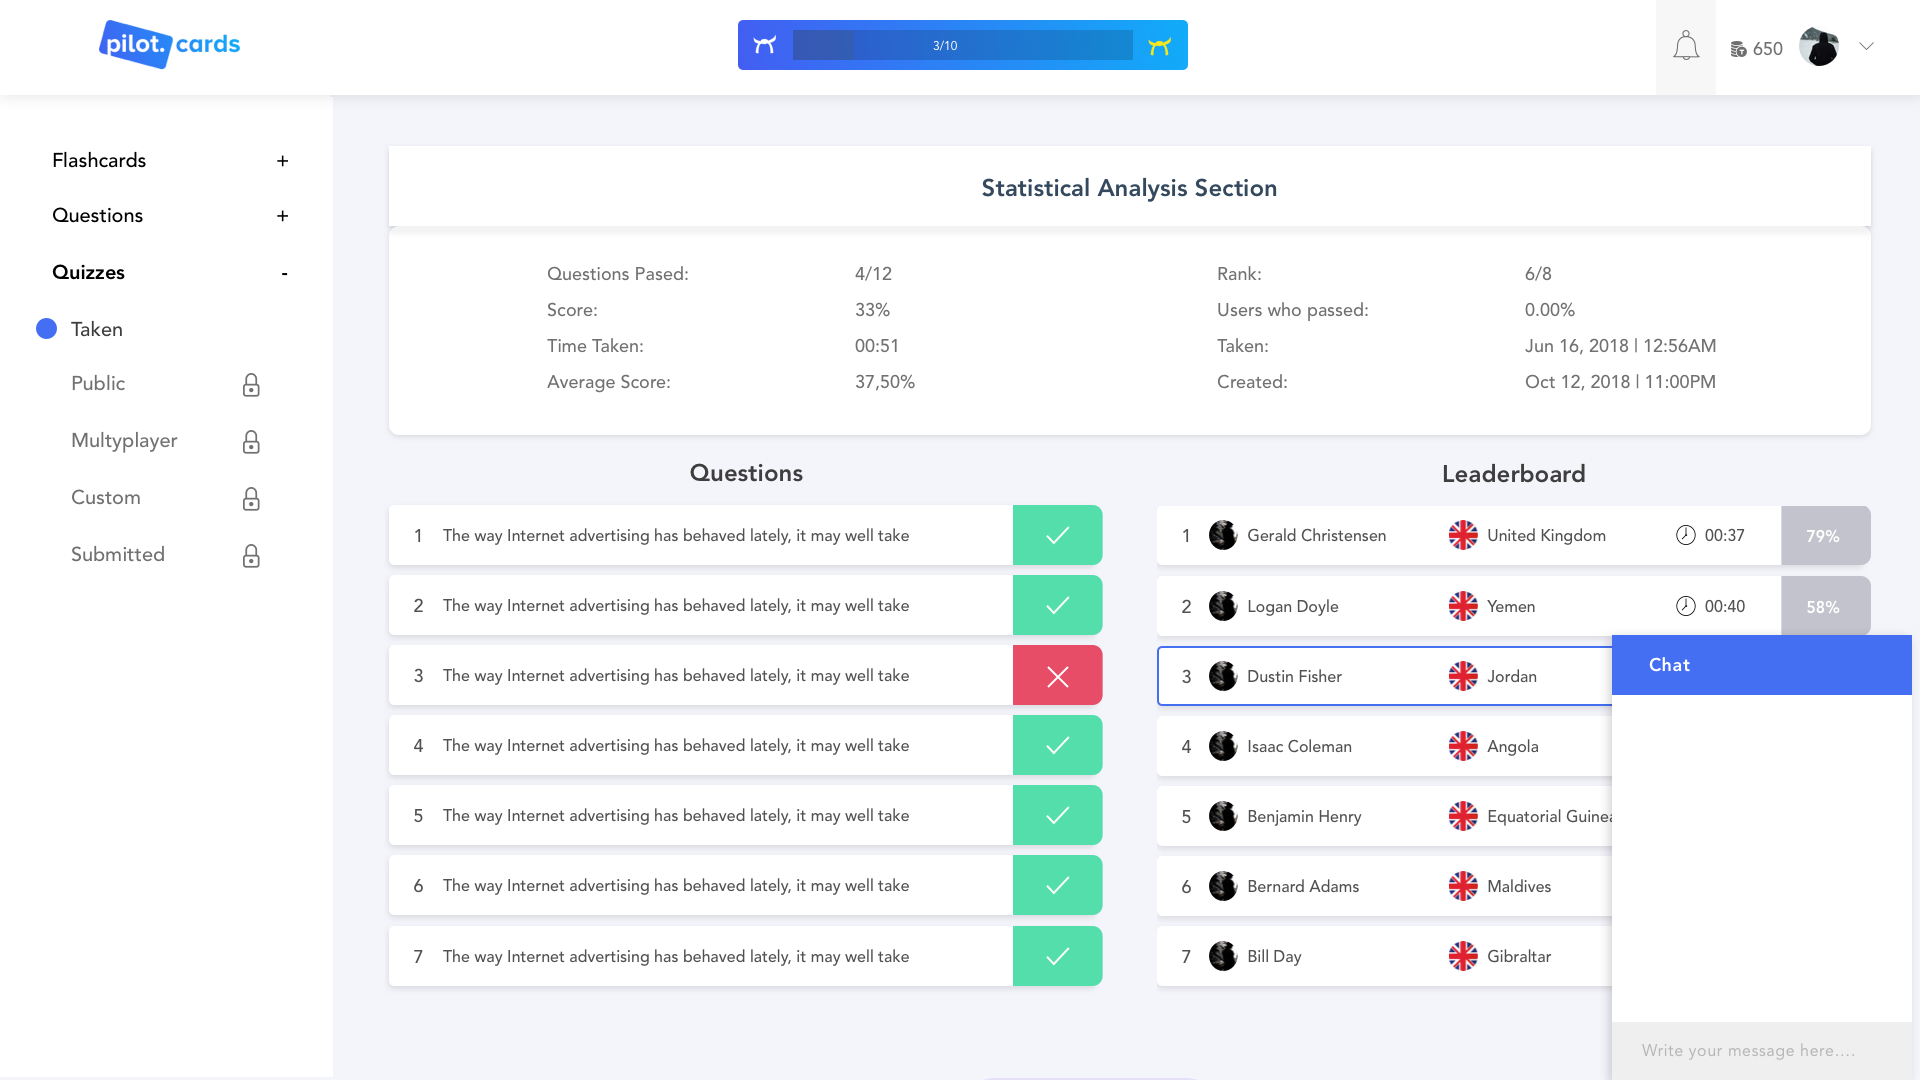 pilot. cards
3/10
650
Flashcards +
Questions +
Quizzes -
Taken
Public
Multyplayer
Custom
Submitted
Statistical Analysis Section
Questions Pased: 4/12
Score: 33%
Time Taken: 00:51
Average Score: 37,50%
Rank: 6/8
Users who passed: 0.00%
Taken: Jun 16, 2018 | 12:56AM
Created: Oct 12, 2018 | 11:00PM
Questions
1 The way Internet advertising has behaved lately, it may well take
2 The way Internet advertising has behaved lately, it may well take
3 The way Internet advertising has behaved lately, it may well take
4 The way Internet advertising has behaved lately, it may well take
5 The way Internet advertising has behaved lately, it may well take
6 The way Internet advertising has behaved lately, it may well take
7 The way Internet advertising has behaved lately, it may well take
Leaderboard
1 Gerald Christensen United Kingdom 00:37 79%
2 Logan Doyle Yemen 00:40 58%
3 Dustin Fisher Jordan
4 Isaac Coleman Angola
5 Benjamin Henry Equatorial Guinea
6 Bernard Adams Maldives
7 Bill Day Gibraltar
Chat
Write your message here....